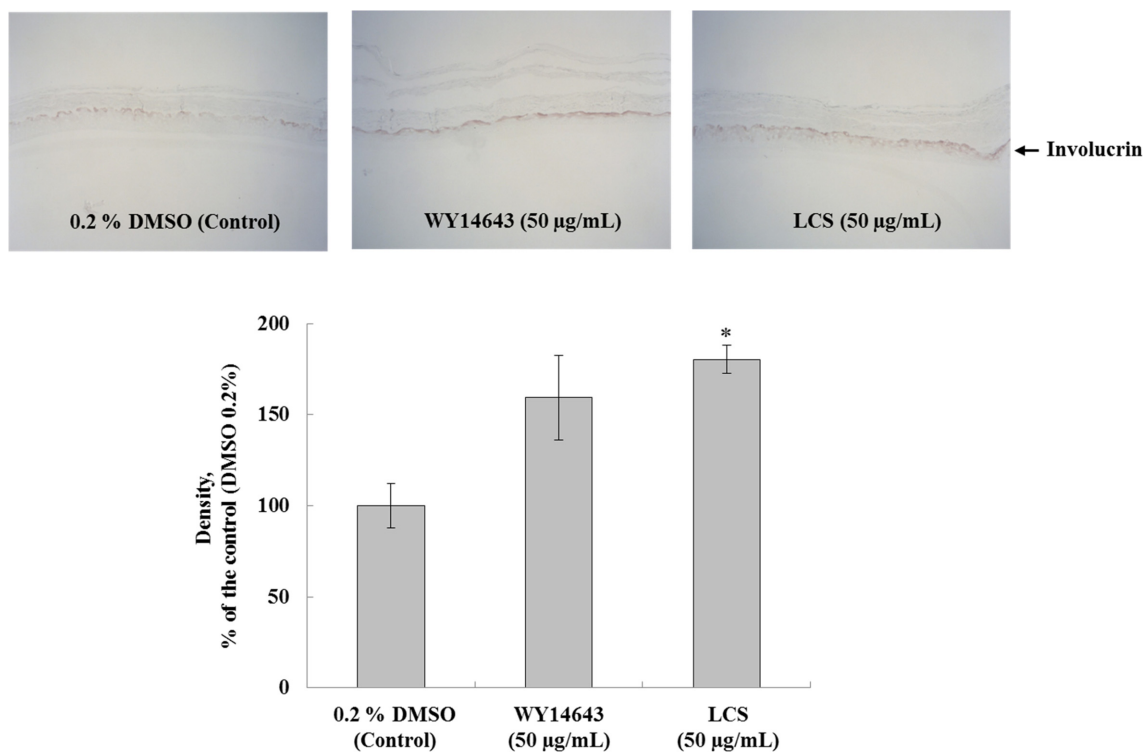 Involucrin
0.2 % DMSO (Control)
WY14643 (50 μg/mL)
LCS (50 μg/mL)
Density,
% of the control (DMSO 0.2%)
200
150
100
50
0
*
0.2 % DMSO
(Control)
WY14643
(50 μg/mL)
LCS
(50 μg/mL)